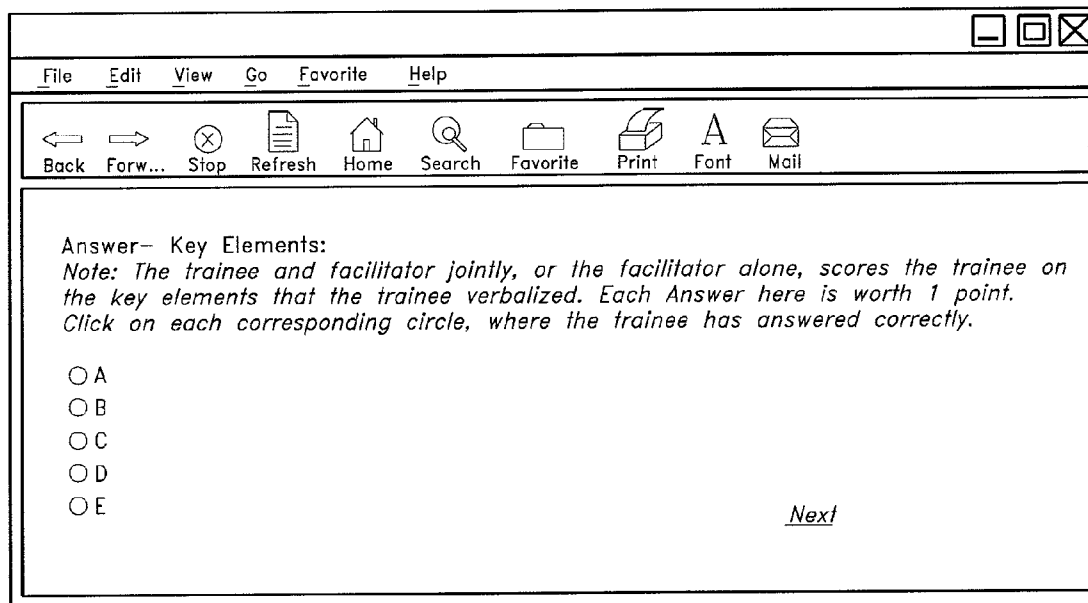 File Edit View Go Favorite Help
Back Forw... Stop Refresh Home Search Favorite Print Font Mail
Answer- Key Elements:
Note: The trainee and facilitator jointly, or the facilitator alone, scores the trainee on
the key elements that the trainee verbalized. Each Answer here is worth 1 point.
Click on each corresponding circle, where the trainee has answered correctly.
A
B
C
D
E
Next